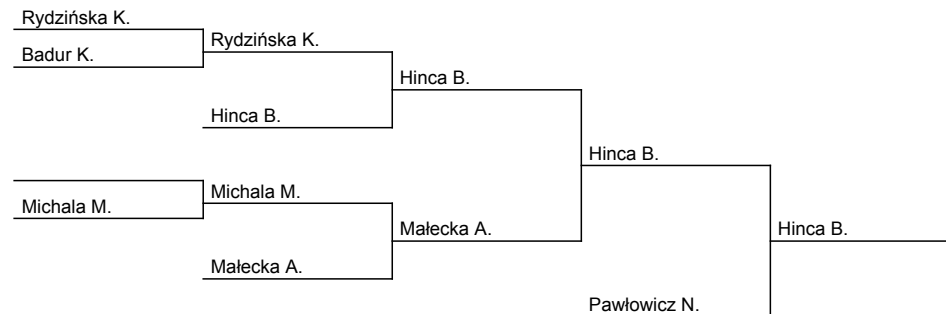 Rydzińska K.
Badur K.
Rydzińska K.
Hinca B.
Hinca B.
Hinca B.
Michala M.
Michala M.
Małecka A.
Małecka A.
Hinca B.
Pawłowicz N.